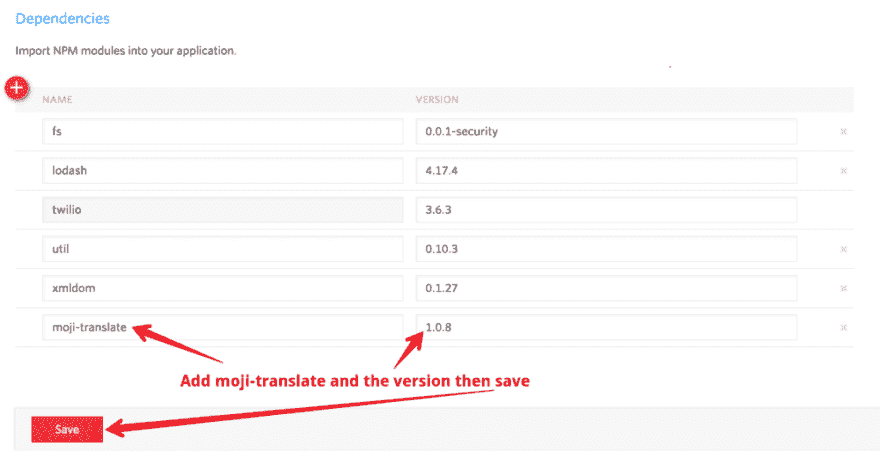 Dependencies
Import NPM modules into your application.
+
NAME VERSION
fs 0.0.1-security ×
lodash 4.17.4 ×
twilio 3.6.3
util 0.10.3 ×
xmldom 0.1.27 ×
moji-translate 1.0.8 ×
Add moji-translate and the version then save
Save